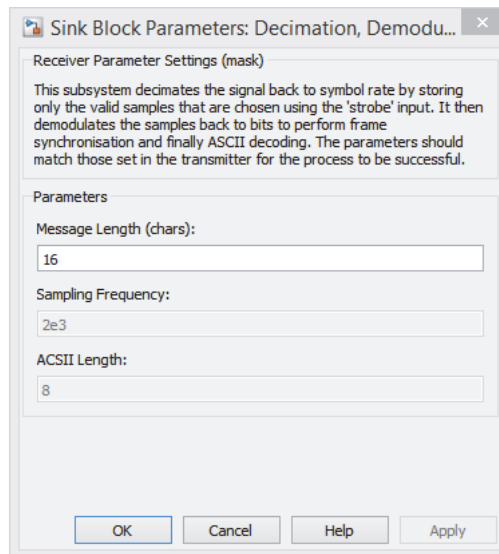 Sink Block Parameters: Decimation, Demodu...
Receiver Parameter Settings (mask)
This subsystem decimates the signal back to symbol rate by storing
only the valid samples that are chosen using the 'strobe' input. It then
demodulates the samples back to bits to perform frame
synchronisation and finally ASCII decoding. The parameters should
match those set in the transmitter for the process to be successful.
Parameters
Message Length (chars):
16
Sampling Frequency:
2e3
ACSII Length:
8
OK Cancel Help Apply